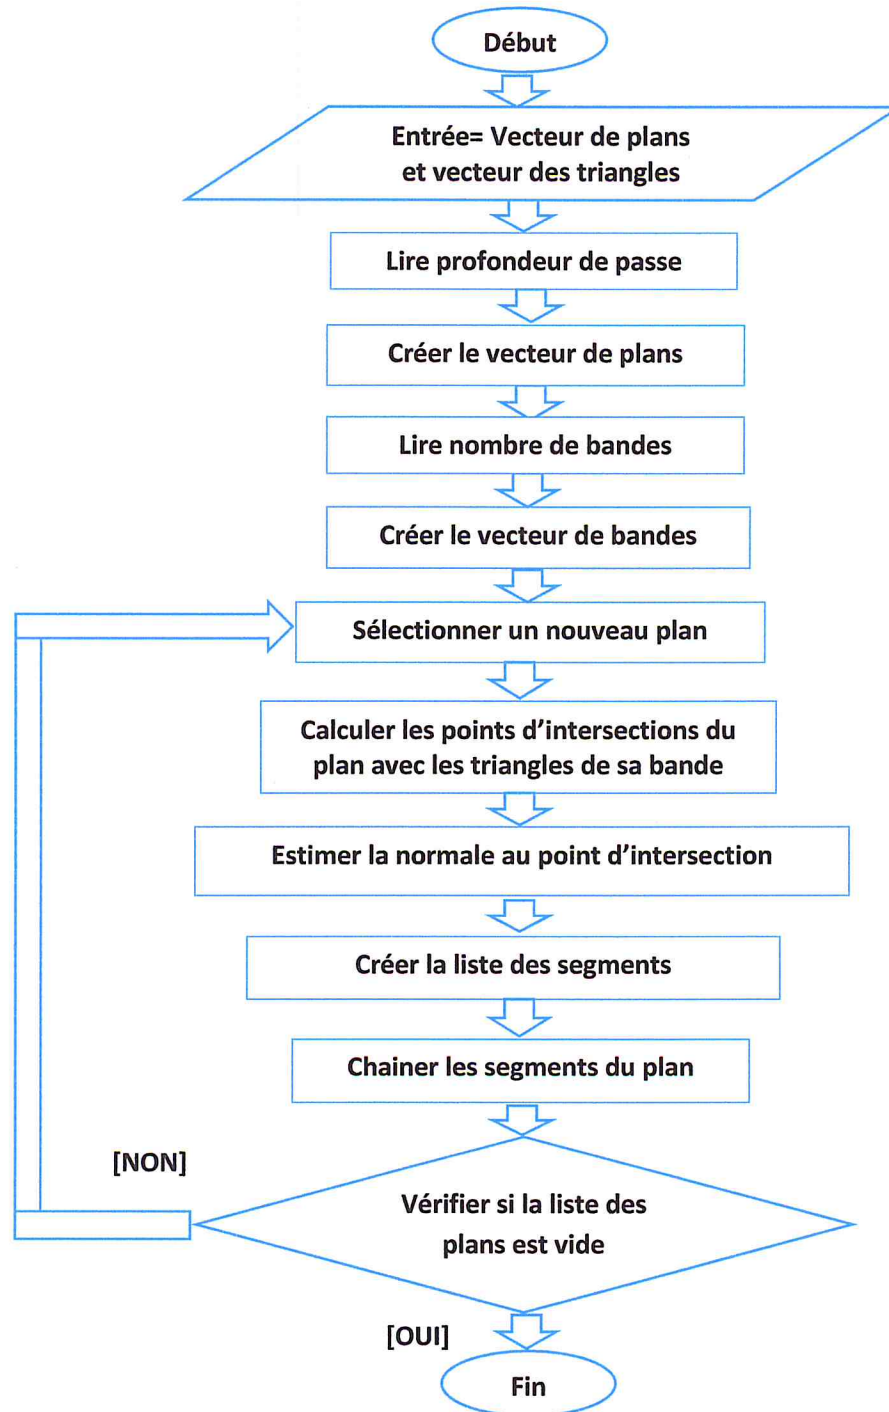 Début
Entrée= Vecteur de plans
et vecteur des triangles
Lire profondeur de passe
Créer le vecteur de plans
Lire nombre de bandes
Créer le vecteur de bandes
Sélectionner un nouveau plan
Calculer les points d’intersections du
plan avec les triangles de sa bande
Estimer la normale au point d’intersection
Créer la liste des segments
Chainer les segments du plan
[NON]
Vérifier si la liste des
plans est vide
[OUI]
Fin